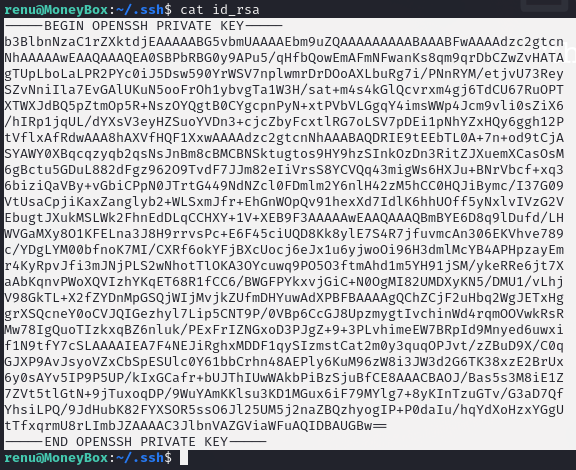 renu@MoneyBox:~/.ssh$ cat id_rsa
-----BEGIN OPENSSH PRIVATE KEY-----
b3BlbnNzaC1rZXktdjEAAAAABG5vbmUAAAAEbm9uZQAAAAAAAAABAAABFwAAAAdzc2gtcn
NhAAAAAwEAAQAAAQEA0SBPbRBG0y9APu5/qHfbQowEmAFmNFwanKs8qm9qrDbCZwZvHATA
gTUpLboLaLPR2PYc0iJ5Dsw590YrWSV7nplwmrDrDOoAXLbuRg7i/PNnRYM/etjvU73Rey
SZvNniIla7EvGAlUKuN5ooFrOh1ybvgTa1W3H/sat+m4s4kGlQcvrxm4gj6TdCU67RuOPT
XTWXJdBQ5pZtmOp5R+NszOYQgtB0CYgcpnPyN+xtPVbVLGgqY4imsWWp4Jcm9vli0sZiX6
/hIRp1jqUL/dYXsV3eyHZSuoYVDn3+cjcZbyFcxtlRG7oLSV7pDEi1pNhYZxHQy6ggh12P
tVflxAfRdwAAA8hAXVfHQF1XxwAAAAdzc2gtcnNhAAABAQDRIE9tEEbTL0A+7n+od9tCjA
SYAWY0XBqcqzyqb2qsNsJnBm8cBMCBNSktugtos9HY9hzSInkOzDn3RitZJXuemXCasOsM
6gBctu5GDuL882dFgz962O9TvdF7JJm82eIiVrsS8YCVQq43migWs6HXJu+BNrVbcf+xq3
6biziQaVBy+vGbiCPpN0JTrtG449NdNZcl0FDmlm2Y6nlH42zM5hCC0HQJiBymc/I37G09
VtUsaCpjiKaxZanglyb2+WLSxmJfr+EhGnWOpQv91hexXd7IdlK6hhUOff5yNxlvIVzG2V
EbugtJXukMSLWk2FhnEdDLqCCHXY+1V+XEB9F3AAAAAwEAAQAAAQBmBYE6D8q9lDufd/LH
WVGaMXy8O1KFELna3J8H9rrvsPc+E6F45ciUQD8Kk8ylE7S4R7jfuvmcAn306EKVhve789
c/YDgLYM00bfnoK7MI/CXRf6okYFjBXcUocj6eJx1u6yjwoOi96H3dmlMcYB4APHpzayEm
r4KyRpvJfi3mJNjPLS2wNhotTlOKA3OYcuwq9PO5O3ftmAhd1m5YH91jSM/ykeRRe6jt7X
aAbKqnvPWoXQVIzhYKqET68R1fCC6/BWGFPYkxvjGiC+N0OgMI82UMDXyKN5/DMU1/vLhj
V98GkTL+X2fZYDnMpGSQjWIjMvjkZUfmDHYuwAdXPBFBAAAAgQChZCjF2uHbq2WgJETxHg
grXSQcneY0oCVJQIGezhyl7Lip5CNT9P/0VBp6CcGJ8UpzmygtIvchinWd4rqmOOVwkRsR
Mw78IgQuoTIzkxqBZ6nluk/PExFrIZNGxoD3PJgZ+9+3PLvhimeEW7BRpId9Mnyed6uwxi
f1N9tfY7cSLAAAAIEA7F4NEJiRghxMDDF1qySIzmstCat2m0y3quqOPJvt/zZBuD9X/C0q
GJXP9AvJsyoVZxCbSpESUlc0Y61bbCrhn48AEPly6KuM96zW8i3JW3d2G6TK38xzE2BrUx
6y0sAYv5IP9P5UP/kIxGCafr+bUJThIUwWAkbPiBzSjuBfCE8AAACBAOJ/Bas5s3M8iE1Z
7ZVt5tlGtN+9jTuxoqDP/9WuYAmKKlsu3KD1MGux6iF79MYlg7+8yKInTzuGTv/G3aD7Qf
YhsiLPQ/9JdHubK82FYXSOR5ssO6Jl25UM5j2naZBQzhyogIP+P0daIu/hqYdXoHzxYGgU
tTfxqrmU8rLImbJZAAAAC3JlbnVAZGViaWFuAQIDBAUGBw==
-----END OPENSSH PRIVATE KEY-----
renu@MoneyBox:~/.ssh$